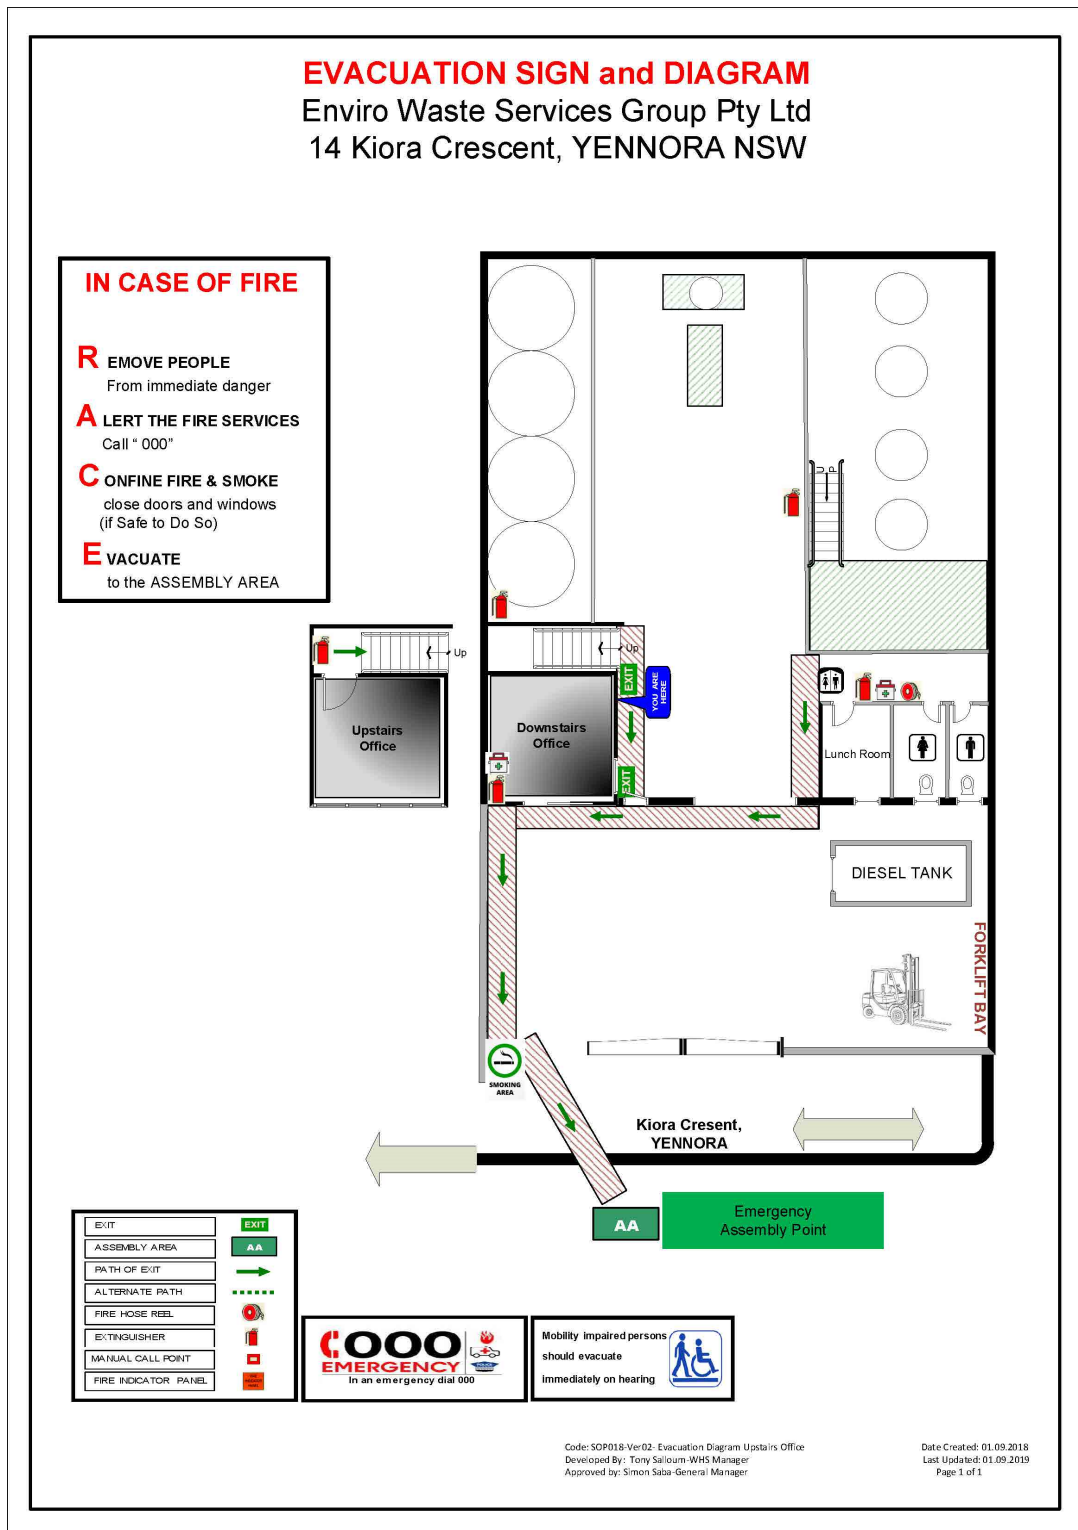 EVACUATION SIGN and DIAGRAM
Enviro Waste Services Group Pty Ltd
14 Kiora Crescent, YENNORA NSW
IN CASE OF FIRE
R EMOVE PEOPLE
From immediate danger
A LERT THE FIRE SERVICES
Call “ 000”
C ONFINE FIRE & SMOKE
close doors and windows
(if Safe to Do So)
E VACUATE
to the ASSEMBLY AREA
UP
Up
Up
EXIT
YOU ARE
HERE
Upstairs
Office
Downstairs
Office
EXIT
Lunch Room
DIESEL TANK
FORKLIFT BAY
SMOKING
AREA
Kiora Cresent,
YENNORA
AA
Emergency
Assembly Point
EXIT
EXIT
ASSEMBLY AREA
AA
PATH OF EXIT
ALTERNATE PATH
FIRE HOSE REEL
EXTINGUISHER
MANUAL CALL POINT
FIRE INDICATOR PANEL
000
EMERGENCY
In an emergency dial 000
Mobility impaired persons
should evacuate
immediately on hearing
Code: SOP018-Ver02- Evacuation Diagram Upstairs Office
Developed By: Tony Salloum-WHS Manager
Approved by: Simon Saba-General Manager
Date Created: 01.09.2018
Last Updated: 01.09.2019
Page 1 of 1